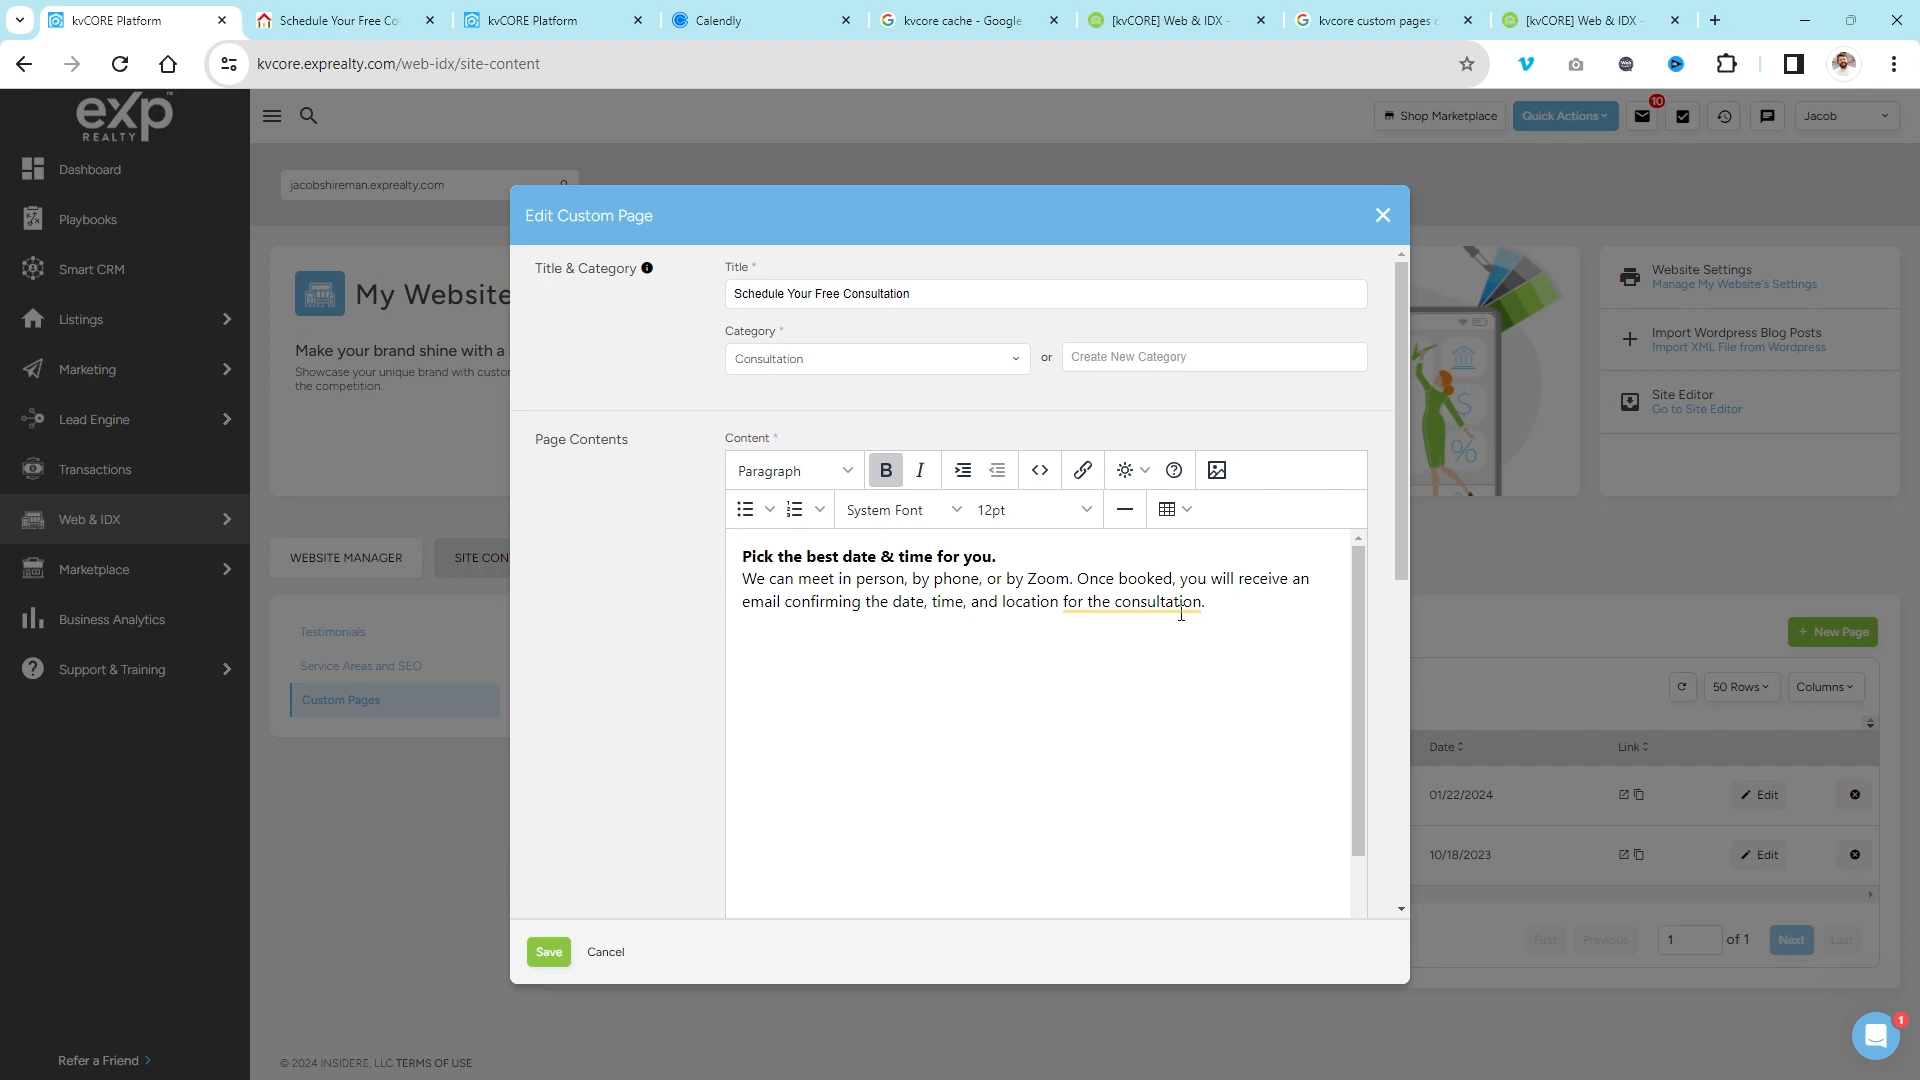 kvCORE Platform
Schedule Your Free Co
kvCORE Platform
Calendly
kvcore cache - Google
[kvCORE] Web & IDX -
kvcore custom pages
[kvCORE] Web & IDX -
kvcore.exprealty.com/web-idx/site-content
eXp
REALTY
Shop Marketplace
Quick Actions
10
Jacob
Dashboard
Playbooks
Smart CRM
Listings
Marketing
Lead Engine
Transactions
Web & IDX
Marketplace
Business Analytics
Support & Training
Refer a Friend
jacobshireman.exprealty.com
My Website
Make your brand shine with a
Showcase your unique brand with custo
the competition.
WEBSITE MANAGER
SITE CON
Testimonials
Service Areas and SEO
Custom Pages
Edit Custom Page
Title & Category
Title *
Schedule Your Free Consultation
Category *
Consultation
or
Create New Category
Page Contents
Content *
Paragraph
B
I
System Font
12pt
Pick the best date & time for you.
We can meet in person, by phone, or by Zoom. Once booked, you will receive an
email confirming the date, time, and location for the consultation.
Save
Cancel
Website Settings
Manage My Website's Settings
Import Wordpress Blog Posts
Import XML File from Wordpress
Site Editor
Go to Site Editor
+ New Page
50 Rows
Columns
Date
Link
01/22/2024
Edit
10/18/2023
Edit
First
Previous
1
of 1
Next
Last
© 2024 INSIDERE, LLC TERMS OF USE
1